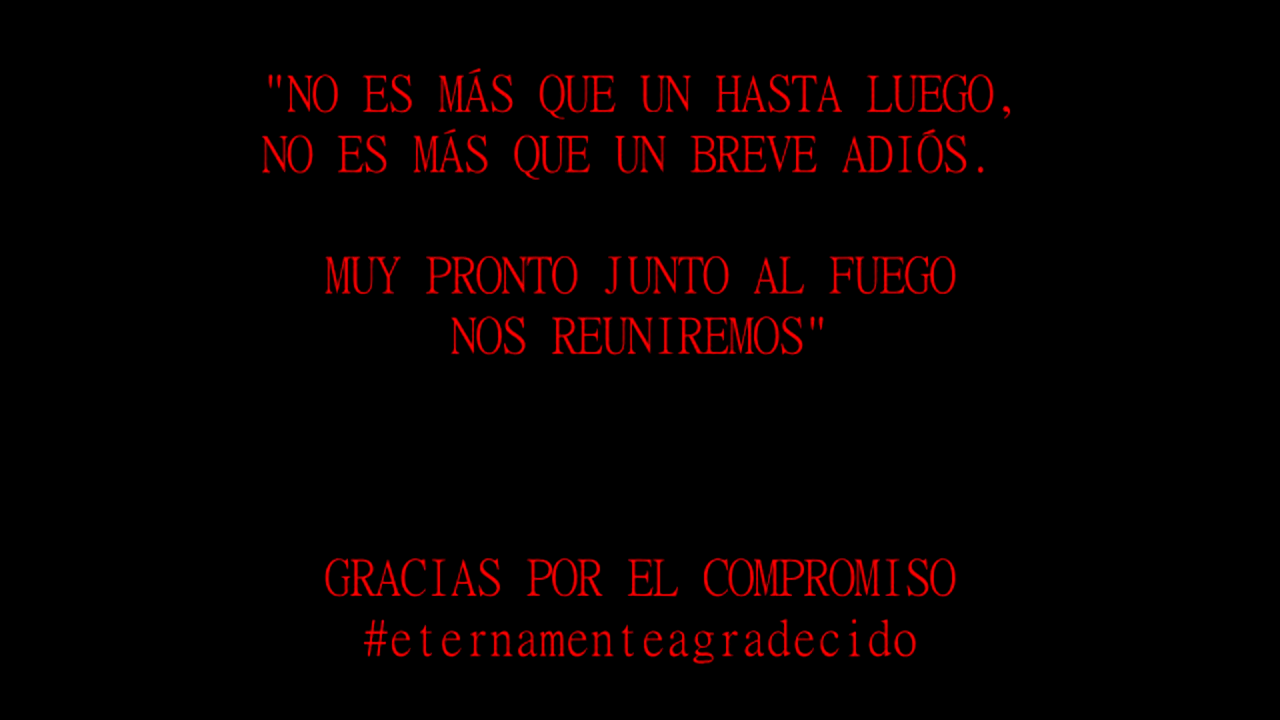 "NO ES MÁS QUE UN HASTA LUEGO,
NO ES MÁS QUE UN BREVE ADIÓS.
MUY PRONTO JUNTO AL FUEGO
NOS REUNIREMOS"
GRACIAS POR EL COMPROMISO
#eternamenteagradecido